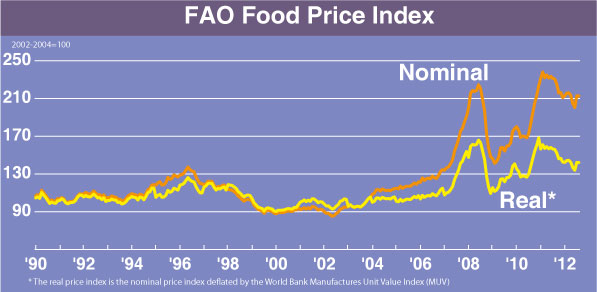 FAO Food Price Index
2002-2004=100
250
210
170
130
90
Nominal
Real*
'90 '92 '94 '96 '98 '00 '02 '04 '06 '08 '10 '12
* The real price index is the nominal price index deflated by the World Bank Manufactures Unit Value Index (MUV)